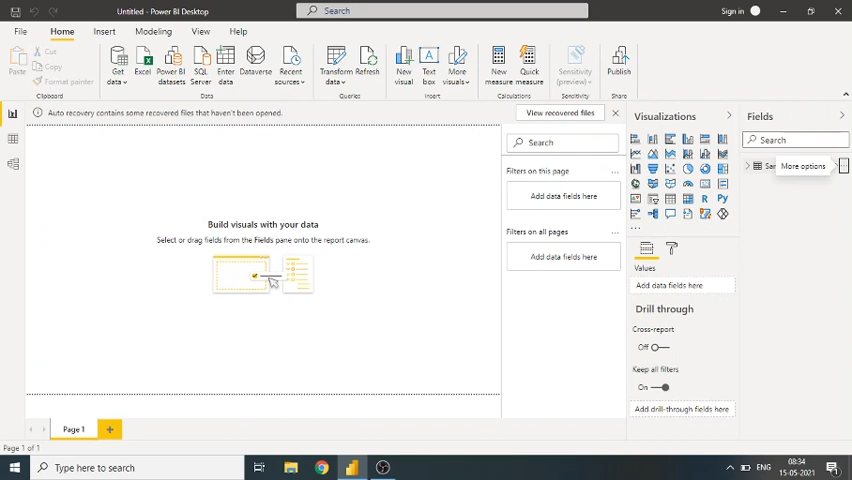 Untitled - Power BI Desktop
Search
Sign in
File
Home
Insert
Modeling
View
Help
Paste
Cut
Copy
Format painter
Clipboard
Get data
Excel
Power BI datasets
SQL Server
Enter data
Dataverse
Recent sources
Data
Transform data
Refresh
Queries
New visual
Text box
More visuals
Insert
New measure
Quick measure
Calculations
Sensitivity (preview)
Sensitivity
Publish
Share
Auto recovery contains some recovered files that haven't been opened.
View recovered files
Build visuals with your data
Select or drag fields from the Fields pane onto the report canvas.
Search
Filters on this page
Add data fields here
Filters on all pages
Add data fields here
Visualizations
R
Py
Values
Add data fields here
Drill through
Cross-report
Off
Keep all filters
On
Add drill-through fields here
Fields
Search
More options
Page 1
Page 1 of 1
Type here to search
ENG
08:34
15-05-2021